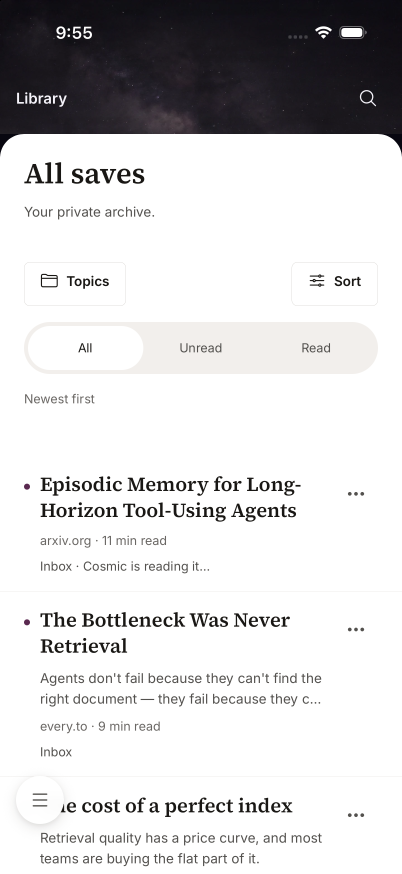 9:55
Library
All saves
Your private archive.
Topics
Sort
All
Unread
Read
Newest first
Episodic Memory for Long-
Horizon Tool-Using Agents
arxiv.org · 11 min read
Inbox · Cosmic is reading it...
The Bottleneck Was Never
Retrieval
Agents don't fail because they can't find the
right document — they fail because they c...
every.to · 9 min read
Inbox
cost of a perfect index
Retrieval quality has a price curve, and most
teams are buying the flat part of it.